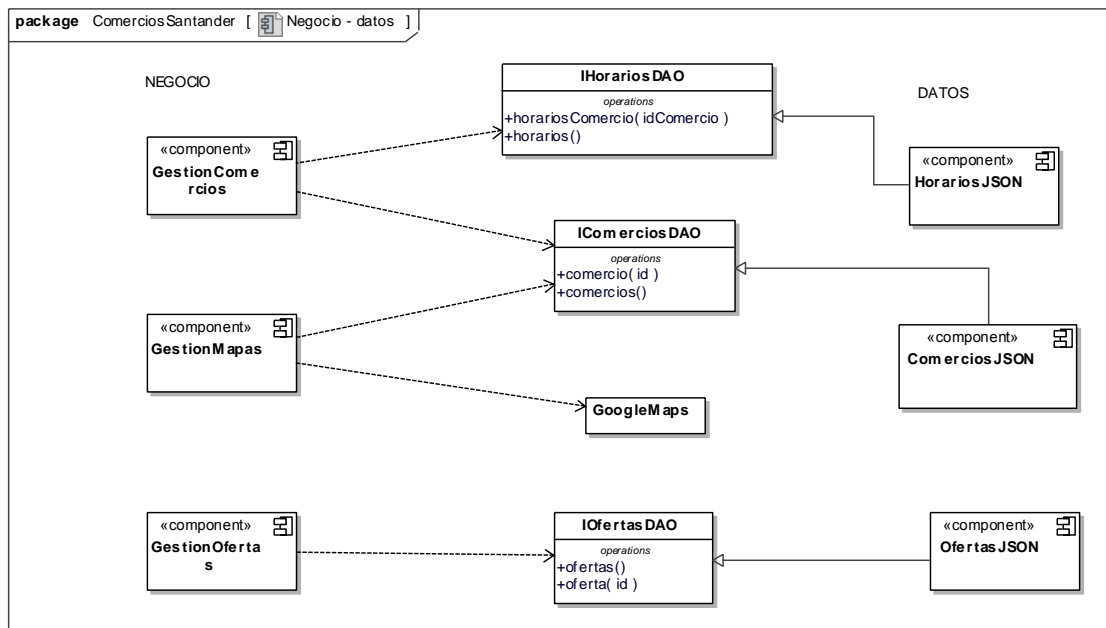 package ComerciosSantander [ Negocio - datos ]
NEGOCIO
DATOS
IHorariosDAO
operations
+horariosComercio( idComercio )
+horarios()
«component»
GestionCome
rcios
«component»
HorariosJSON
IComerciosDAO
operations
+comercio( id )
+comercios()
«component»
GestionMapas
«component»
ComerciosJSON
GoogleMaps
«component»
GestionOferta
s
IOfertasDAO
operations
+ofertas()
+oferta( id )
«component»
OfertasJSON